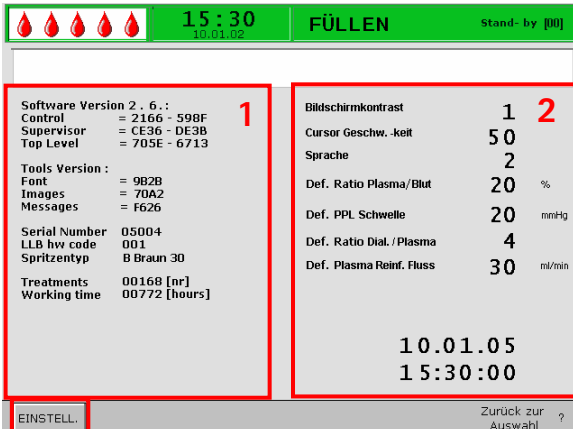 15:30
10.01.02
FÜLLEN
Stand- by [00]
Software Version 2 . 6 . :
Control = 2166 - 598F
Supervisor = CE36 - DE3B
Top Level = 705E - 6713
Tools Version :
Font = 9B2B
Images = 70A2
Messages = F626
Serial Number 05004
LLB hw code 001
Spritzentyp B Braun 30
Treatments 00168 [nr]
Working time 00772 [hours]
1
Bildschirmkontrast 1
Cursor Geschw. -keit 50
Sprache 2
Def. Ratio Plasma/Blut 20 %
Def. PPL Schwelle 20 mmHg
Def. Ratio Dial. / Plasma 4
Def. Plasma Reinf. Fluss 30 ml/min
10.01.05
15:30:00
2
EINSTELL.
Zurück zur
Auswahl ?